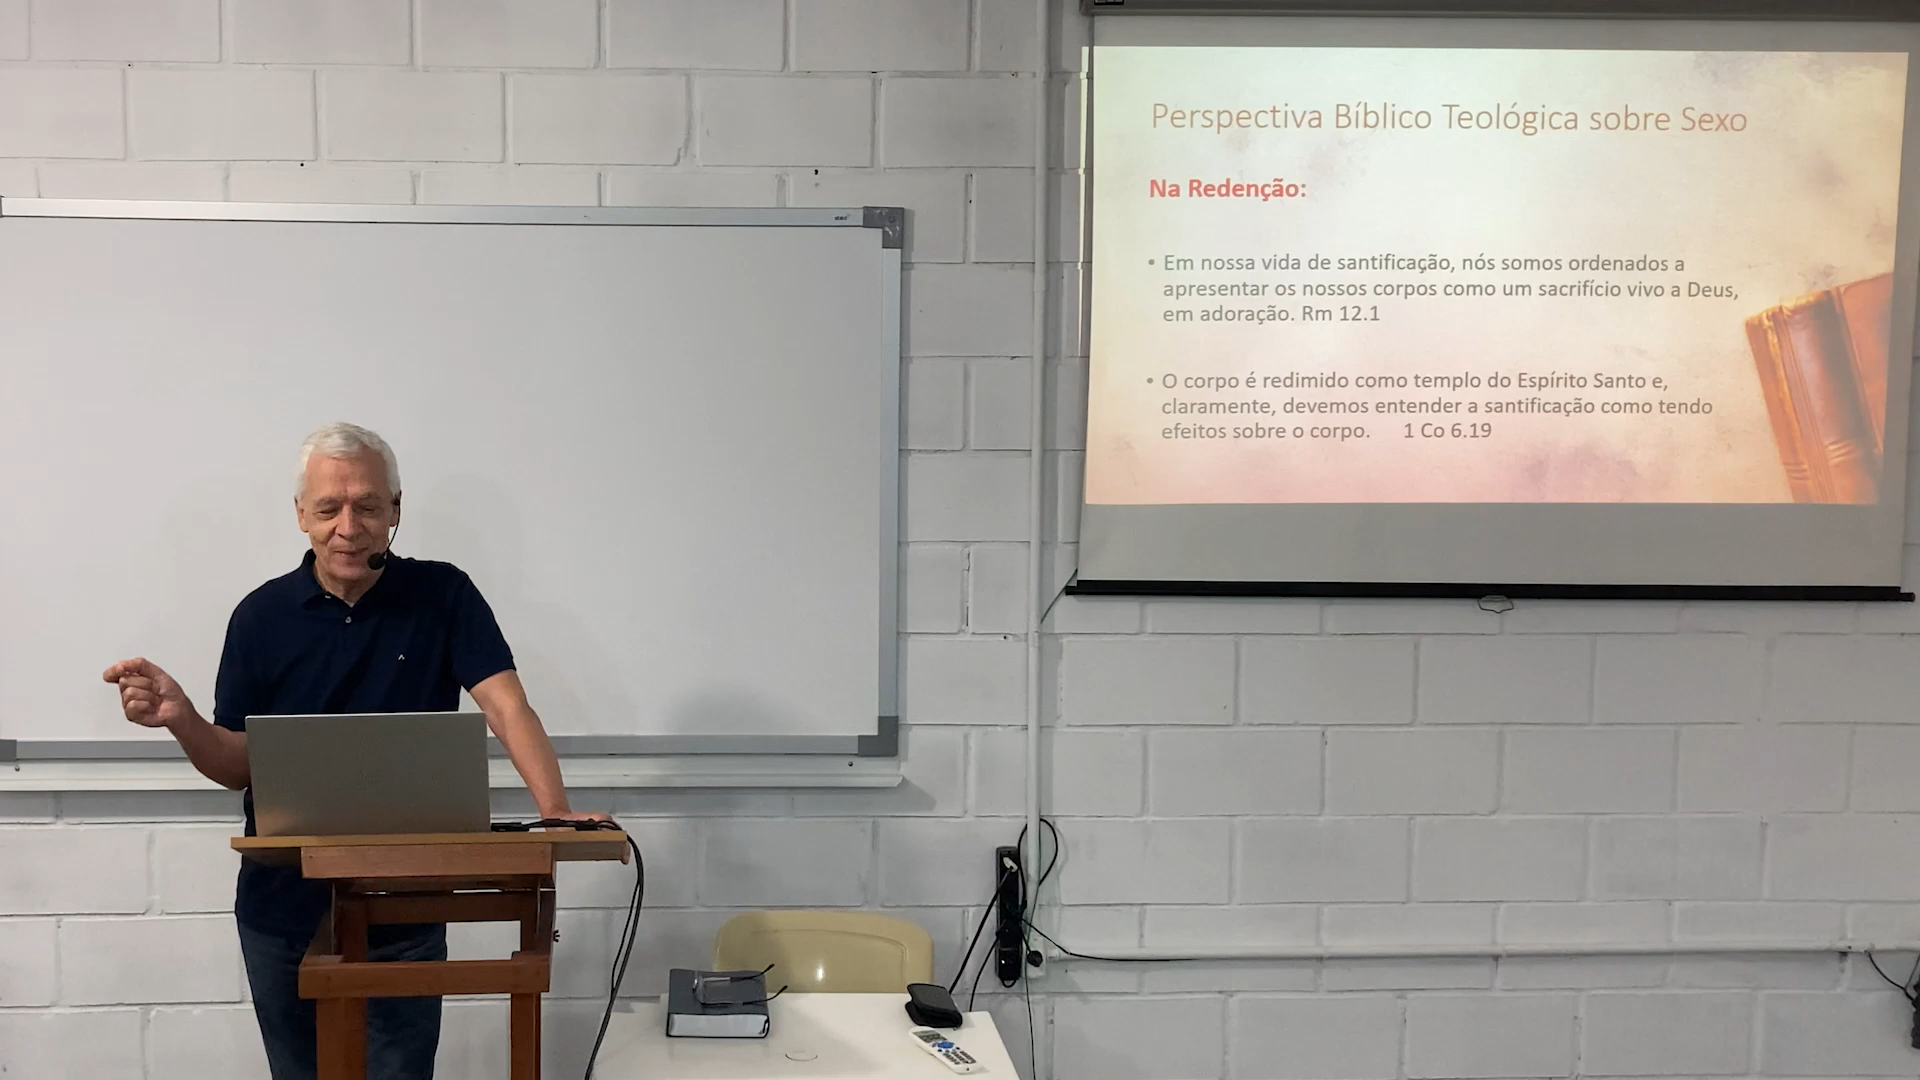 Perspectiva Bíblico Teológica sobre Sexo
Na Redenção:
• Em nossa vida de santificação, nós somos ordenados a
apresentar os nossos corpos como um sacrifício vivo a Deus,
em adoração. Rm 12.1
• O corpo é redimido como templo do Espírito Santo e,
claramente, devemos entender a santificação como tendo
efeitos sobre o corpo. 1 Co 6.19